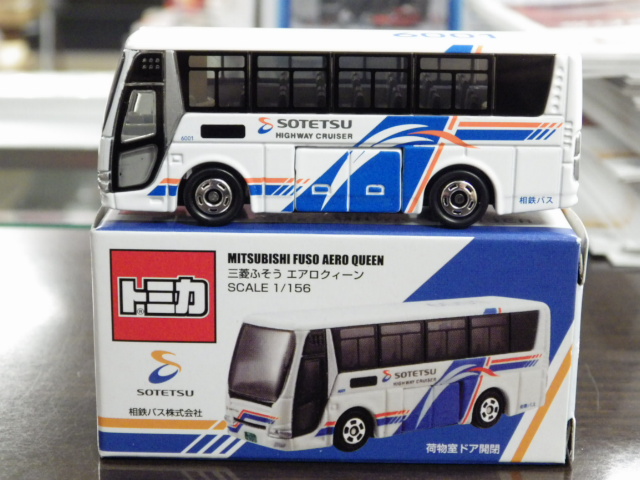 6001
SOTETSU
HIGHWAY CRUISER
6001
相鉄バス
MITSUBISHI FUSO AERO QUEEN
三菱ふそう エアロクィーン
SCALE 1/156
トミカ
SOTETSU
相鉄バス株式会社
SOTETSU
HIGHWAY CRUISER
荷物室ドア開閉